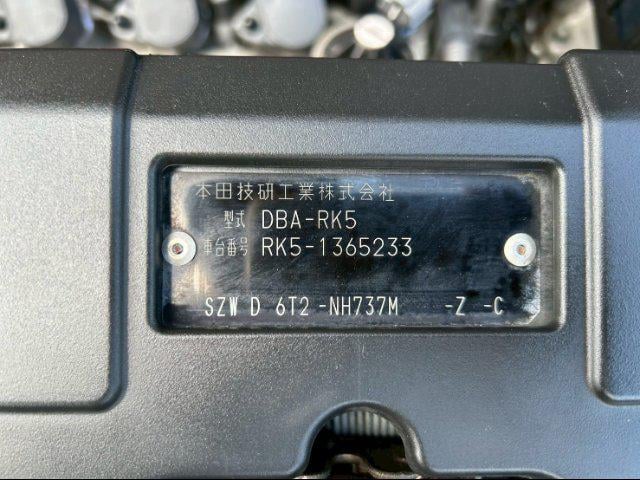 本田技研工業株式会社
型式 DBA-RK5
車台番号 RK5-1365233
SZW D 6T2 -NH737M -Z -C